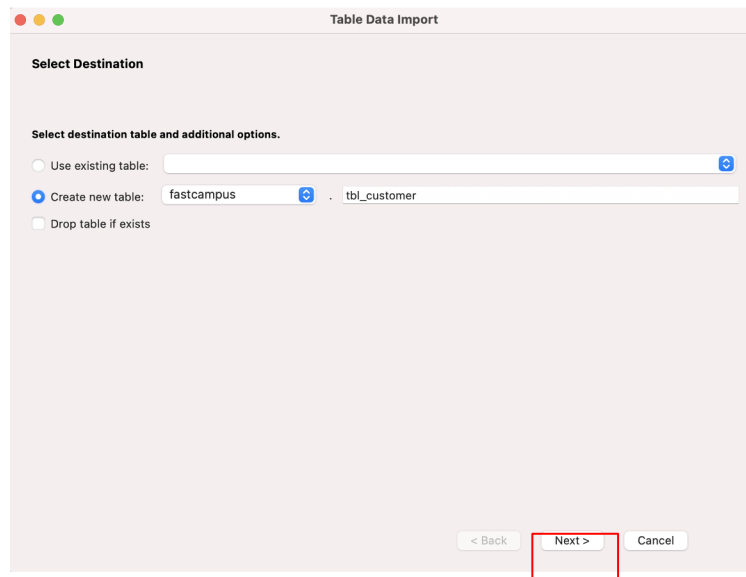 Table Data Import
Select Destination
Select destination table and additional options.
Use existing table:
Create new table: fastcampus . tbl_customer
Drop table if exists
< Back Next > Cancel